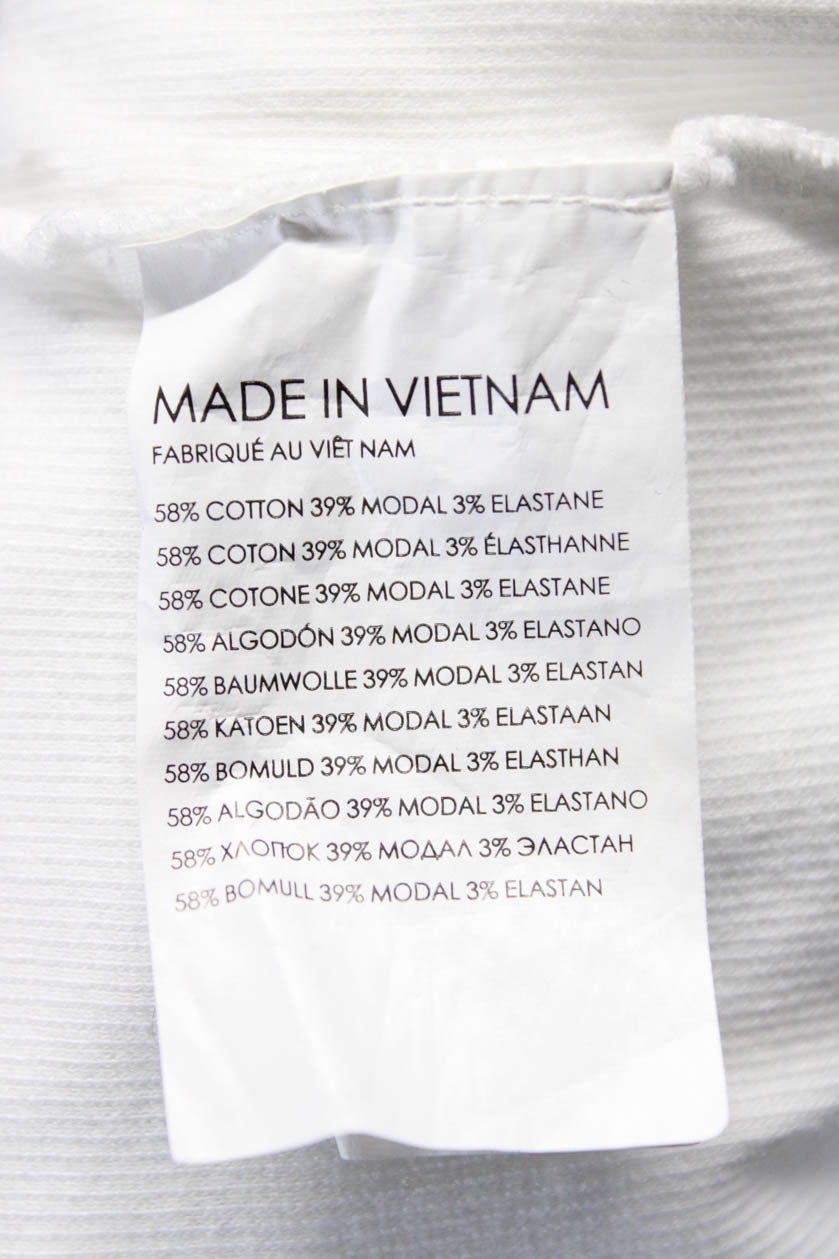 MADE IN VIETNAM
FABRIQUÉ AU VIÊT NAM
58% COTTON 39% MODAL 3% ELASTANE
58% COTON 39% MODAL 3% ÉLASTHANNE
58% COTONE 39% MODAL 3% ELASTANE
58% ALGODÓN 39% MODAL 3% ELASTANO
58% BAUMWOLLE 39% MODAL 3% ELASTAN
58% KATOEN 39% MODAL 3% ELASTAAN
58% BOMULD 39% MODAL 3% ELASTHAN
58% ALGODÃO 39% MODAL 3% ELASTANO
58% ХЛОПОК 39% МОДАЛ 3% ЭЛАСТАН
58% BOMULL 39% MODAL 3% ELASTAN